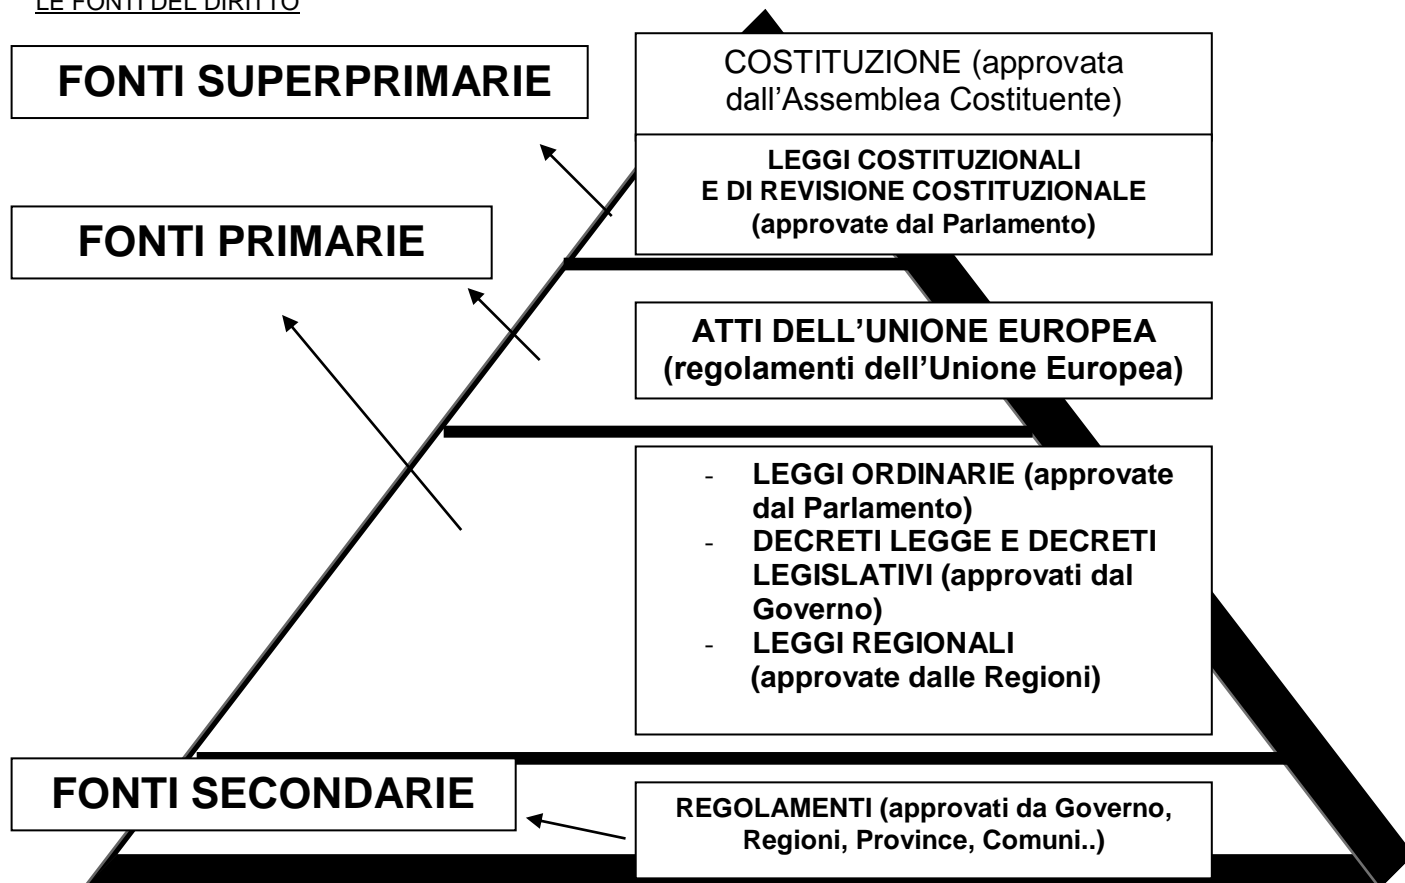 LE FONTI DEL DIRITTO
FONTI SUPERPRIMARIE
COSTITUZIONE (approvata
dall’Assemblea Costituente)
LEGGI COSTITUZIONALI
E DI REVISIONE COSTITUZIONALE
(approvate dal Parlamento)
FONTI PRIMARIE
ATTI DELL’UNIONE EUROPEA
(regolamenti dell’Unione Europea)
- LEGGI ORDINARIE (approvate
dal Parlamento)
- DECRETI LEGGE E DECRETI
LEGISLATIVI (approvati dal
Governo)
- LEGGI REGIONALI
(approvate dalle Regioni)
FONTI SECONDARIE
REGOLAMENTI (approvati da Governo,
Regioni, Province, Comuni..)